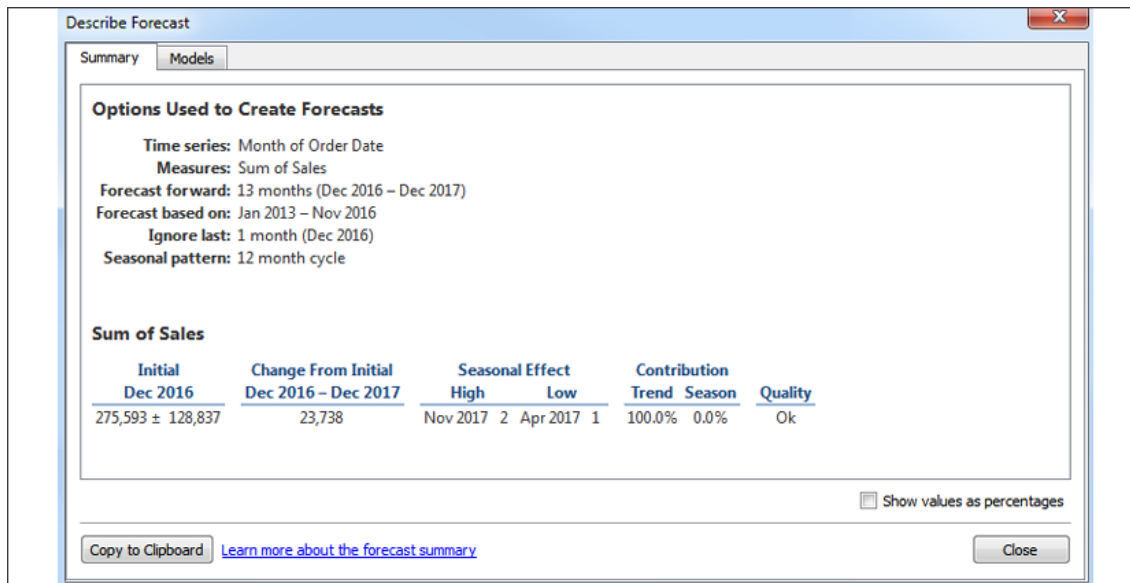 Describe Forecast
Summary Models
Options Used to Create Forecasts
Time series: Month of Order Date
Measures: Sum of Sales
Forecast forward: 13 months (Dec 2016 – Dec 2017)
Forecast based on: Jan 2013 – Nov 2016
Ignore last: 1 month (Dec 2016)
Seasonal pattern: 12 month cycle
Sum of Sales
Initial Change From Initial Seasonal Effect Contribution
Dec 2016 Dec 2016 – Dec 2017 High Low Trend Season Quality
275,593 ± 128,837 23,738 Nov 2017 2 Apr 2017 1 100.0% 0.0% Ok
Show values as percentages
Copy to Clipboard Learn more about the forecast summary Close